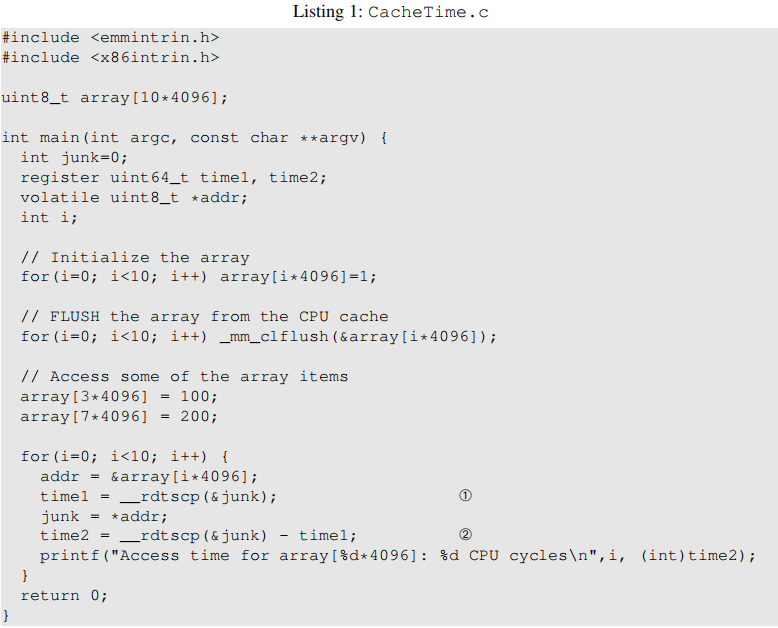 Listing 1: CacheTime.c
#include <emmintrin.h>
#include <x86intrin.h>

uint8_t array[10*4096];

int main(int argc, const char **argv) {
  int junk=0;
  register uint64_t time1, time2;
  volatile uint8_t *addr;
  int i;

  // Initialize the array
  for(i=0; i<10; i++) array[i*4096]=1;

  // FLUSH the array from the CPU cache
  for(i=0; i<10; i++) _mm_clflush(&array[i*4096]);

  // Access some of the array items
  array[3*4096] = 100;
  array[7*4096] = 200;

  for(i=0; i<10; i++) {
    addr = &array[i*4096];
    time1 = __rdtscp(&junk);                   ①
    junk = *addr;
    time2 = __rdtscp(&junk) - time1;           ②
    printf("Access time for array[%d*4096]: %d CPU cycles\n",i, (int)time2);
  }
  return 0;
}